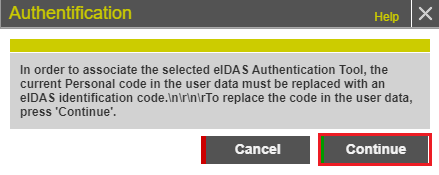 Authentification
Help
In order to associate the selected eIDAS Authentication Tool, the
current Personal code in the user data must be replaced with an
eIDAS identification code.\n\r\n\rTo replace the code in the user data,
press 'Continue'.
Cancel
Continue